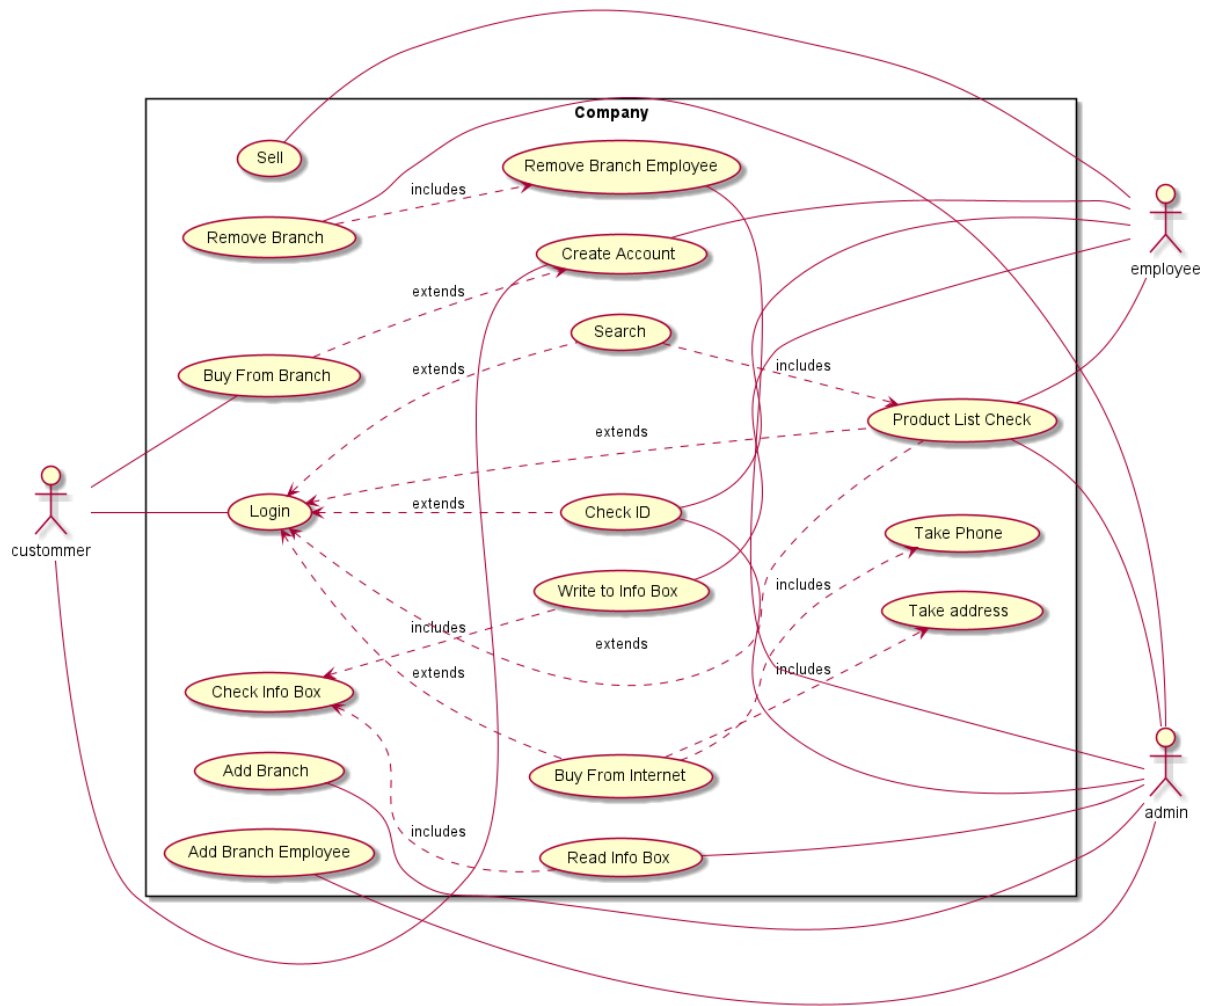 Company
Sell
Remove Branch Employee
includes
Remove Branch
Create Account
employee
extends
Search
extends
includes
Buy From Branch
Product List Check
extends
Login
extends
Check ID
Take Phone
custommer
includes
Write to Info Box
Take address
includes
extends
includes
extends
Check Info Box
Add Branch
Buy From Internet
admin
includes
Add Branch Employee
Read Info Box